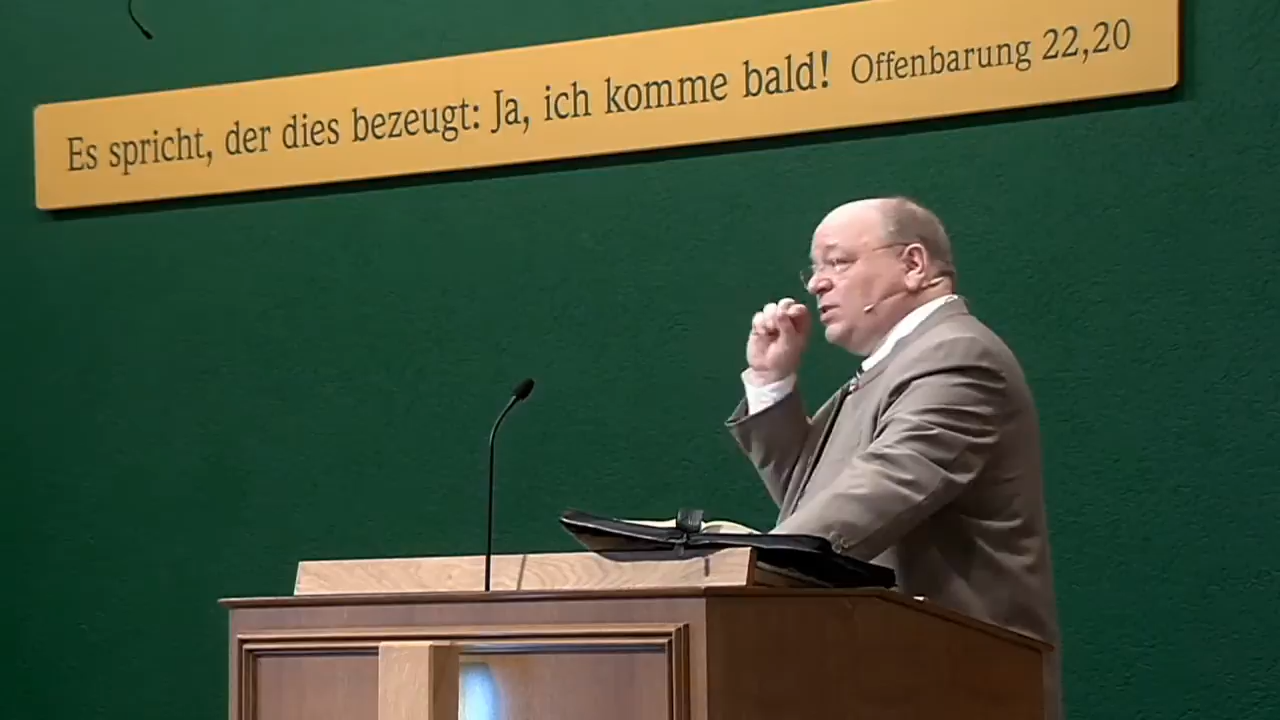 Es spricht, der dies bezeugt: Ja, ich komme bald! Offenbarung 22,20